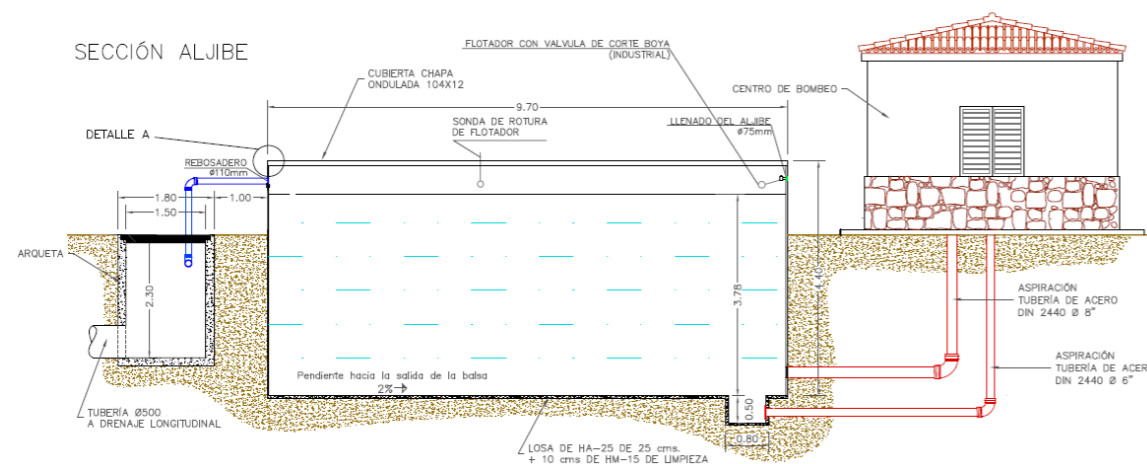 SECCIÓN ALJIBE
FLOTADOR CON VALVULA DE CORTE BOYA
(INDUSTRIAL)
CUBIERTA CHAPA
ONDULADA 104X12
CENTRO DE BOMBEO
9.70
DETALLE A
SONDA DE ROTURA
DE FLOTADOR
LLENADO DEL ALJIBE
ø75mm
REBOSADERO
ø110mm
1.80
1.00
1.50
ARQUETA
2.30
3.78
4.40
ASPIRACIÓN
TUBERÍA DE ACERO
DIN 2440 Ø 8"
Pendiente hacia la salida de la balsa
2%
ASPIRACIÓN
TUBERÍA DE ACER
DIN 2440 Ø 6"
0.50
TUBERÍA Ø500
A DRENAJE LONGITUDINAL
0.80
LOSA DE HA-25 DE 25 cms.
+ 10 cms DE HM-15 DE LIMPIEZA